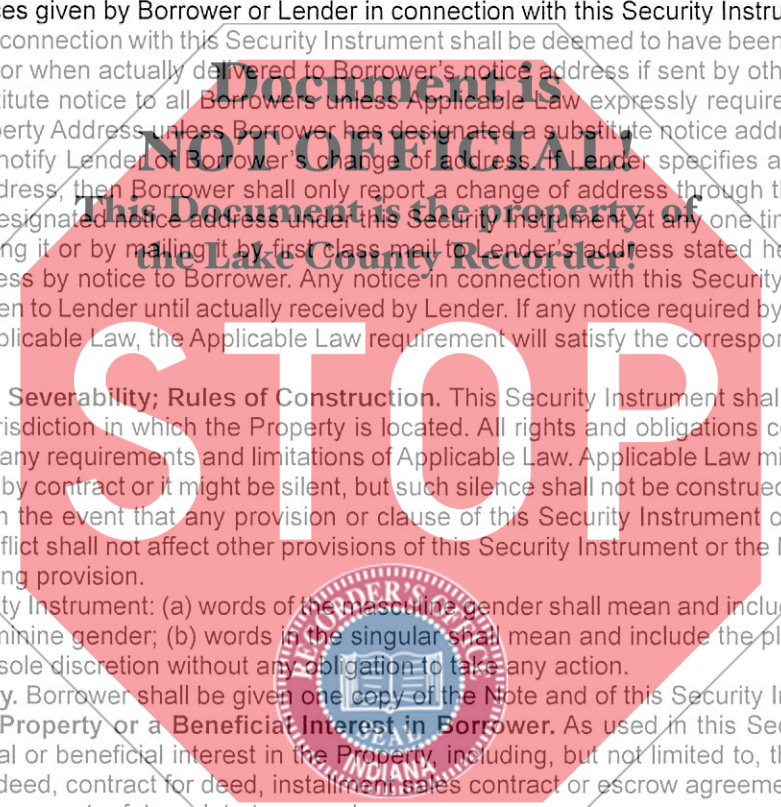 ses given by Borrower or Lender in connection with this Security Instru
connection with this Security Instrument shall be deemed to have been
or when actually delivered to Borrower's notice address if sent by oth
titute notice to all Borrowers unless Applicable Law expressly require
perty Address unless Borrower has designated a substitute notice addr
notify Lender of Borrower's change of address. If Lender specifies a
dress, then Borrower shall only report a change of address through t
esignated notice address under this Security Instrument at any one ti
ng it or by mailing it by first class mail to Lender's address stated he
ess by notice to Borrower. Any notice in connection with this Security
en to Lender until actually received by Lender. If any notice required by
plicable Law, the Applicable Law requirement will satisfy the correspon
Document is
NOT OFFICIAL!
This Document is the property of
the Lake County Recorder!
STOP
Severability; Rules of Construction. This Security Instrument shal
risdiction in which the Property is located. All rights and obligations c
any requirements and limitations of Applicable Law. Applicable Law mi
by contract or it might be silent, but such silence shall not be construed
n the event that any provision or clause of this Security Instrument o
flict shall not affect other provisions of this Security Instrument or the N
ng provision.
ty Instrument: (a) words of the masculine gender shall mean and inclu
minine gender; (b) words in the singular shall mean and include the pl
sole discretion without any obligation to take any action.
y. Borrower shall be given one copy of the Note and of this Security I
Property or a Beneficial Interest in Borrower. As used in this Sec
al or beneficial interest in the Property, including, but not limited to, th
deed, contract for deed, installment sales contract or escrow agreeme
RECORDER'S OFFICE
SEAL
INDIANA